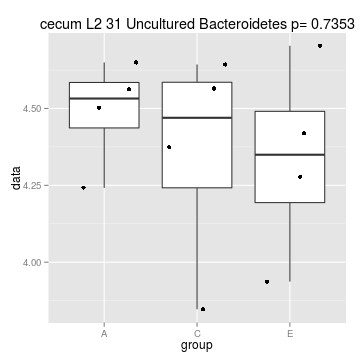 cecum L2 31 Uncultured Bacteroidetes p= 0.7353
data
4.50
4.25
4.00
A C E
group